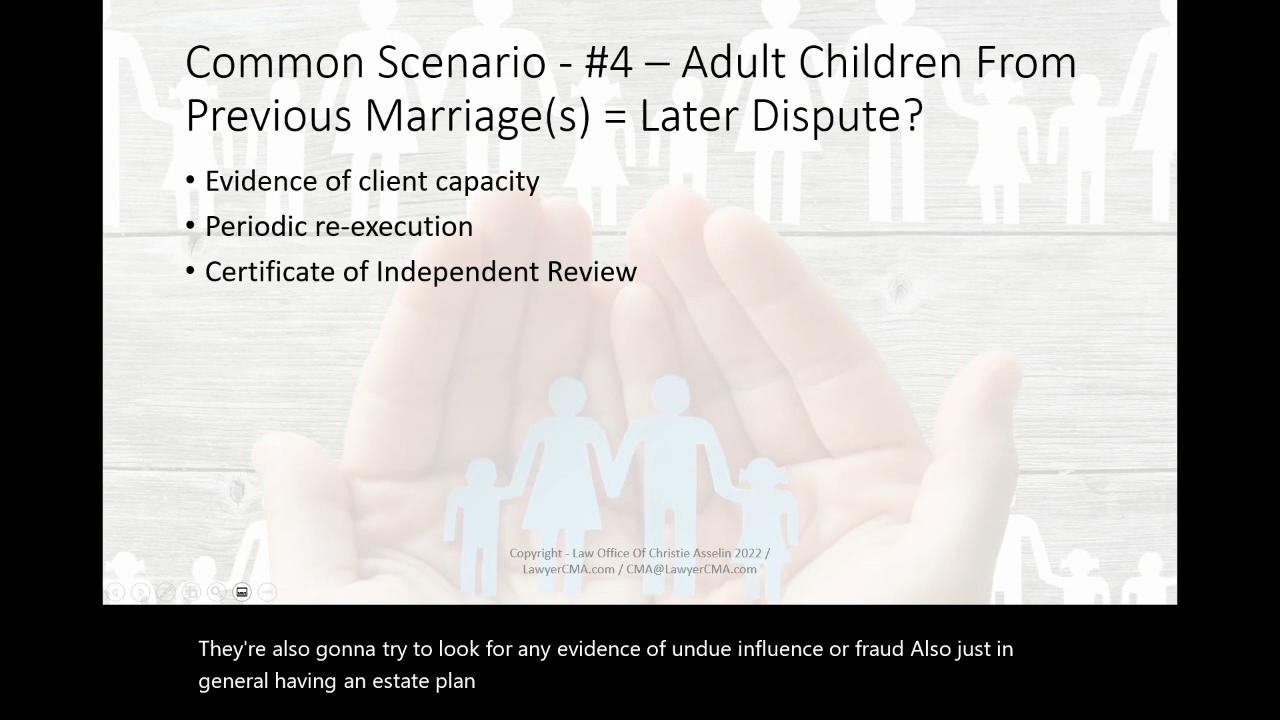 Common Scenario - #4 – Adult Children From
Previous Marriage(s) = Later Dispute?
• Evidence of client capacity
• Periodic re-execution
• Certificate of Independent Review
Copyright - Law Office Of Christie Asselin 2022 /
LawyerCMA.com / CMA@LawyerCMA.com
They're also gonna try to look for any evidence of undue influence or fraud Also just in
general having an estate plan